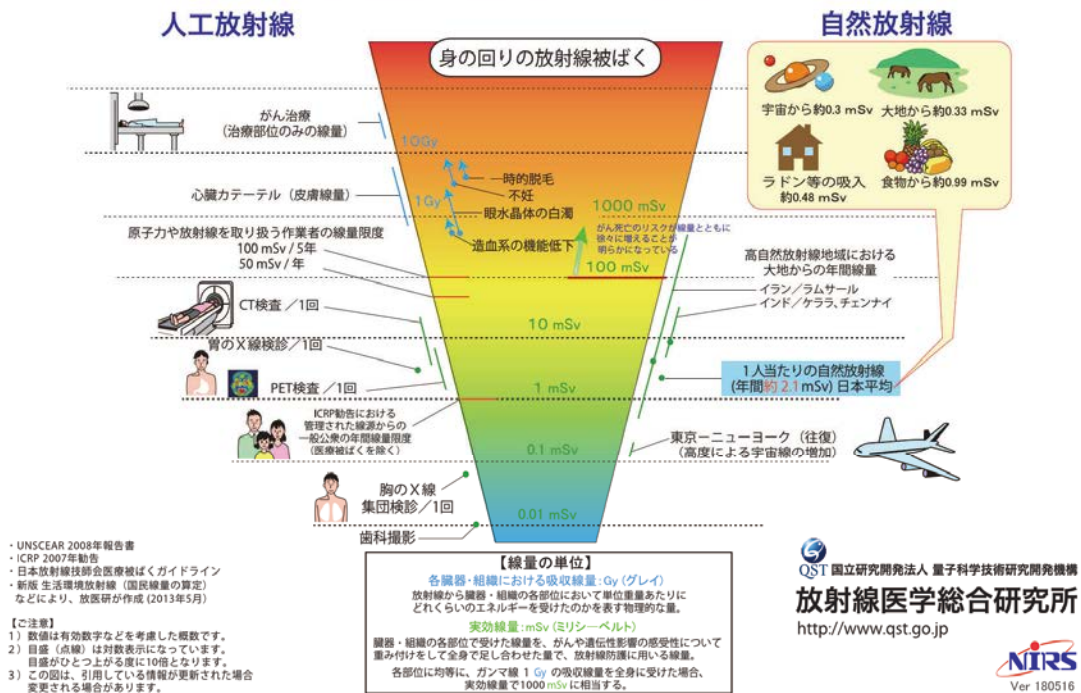 人工放射線
自然放射線
身の回りの放射線被ばく
がん治療
（治療部位のみの線量）
心臓カテーテル（皮膚線量）
原子力や放射線を取り扱う作業者の線量限度
100 mSv / 5年
50 mSv / 年
CT検査 ／1回
胃のX線検診／1回
PET検査 ／1回
ICRP勧告における
管理された線源からの
一般公衆の年間線量限度
（医療被ばくを除く）
胸のX線
集団検診／1回
歯科撮影
10Gy
1Gy
一時的脱毛
不妊
眼水晶体の白濁
造血系の機能低下
1000 mSv
がん死亡のリスクが線量とともに
徐々に増えることが
明らかになっている
100 mSv
10 mSv
1 mSv
0.1 mSv
0.01 mSv
宇宙から約0.3 mSv
大地から約0.33 mSv
ラドン等の吸入
約0.48 mSv
食物から約0.99 mSv
高自然放射線地域における
大地からの年間線量
イラン／ラムサール
インド／ケララ、チェンナイ
1人当たりの自然放射線
(年間約 2.1 mSv) 日本平均
東京ーニューヨーク（往復）
（高度による宇宙線の増加）
・UNSCEAR 2008年報告書
・ICRP 2007年勧告
・日本放射線技師会医療被ばくガイドライン
・新版 生活環境放射線（国民線量の算定）
などにより、放医研が作成 (2013年5月)
【ご注意】
1）数値は有効数字などを考慮した概数です。
2）目盛（点線）は対数表示になっています。
目盛がひとつ上がる度に10倍となります。
3）この図は、引用している情報が更新された場合
変更される場合があります。
【線量の単位】
各臓器・組織における吸収線量：Gy (グレイ)
放射線から臓器・組織の各部位において単位重量あたりに
どれくらいのエネルギーを受けたのかを表す物理的な量。
実効線量：mSv (ミリシーベルト)
臓器・組織の各部位で受けた線量を、がんや遺伝性影響の感受性について
重み付けをして全身で足し合わせた量で、放射線防護に用いる線量。
各部位に均等に、ガンマ線 1 Gy の吸収線量を全身に受けた場合、
実効線量で1000 mSv に相当する。
QST 国立研究開発法人 量子科学技術研究開発機構
放射線医学総合研究所
http://www.qst.go.jp
NIRS
Ver 180516